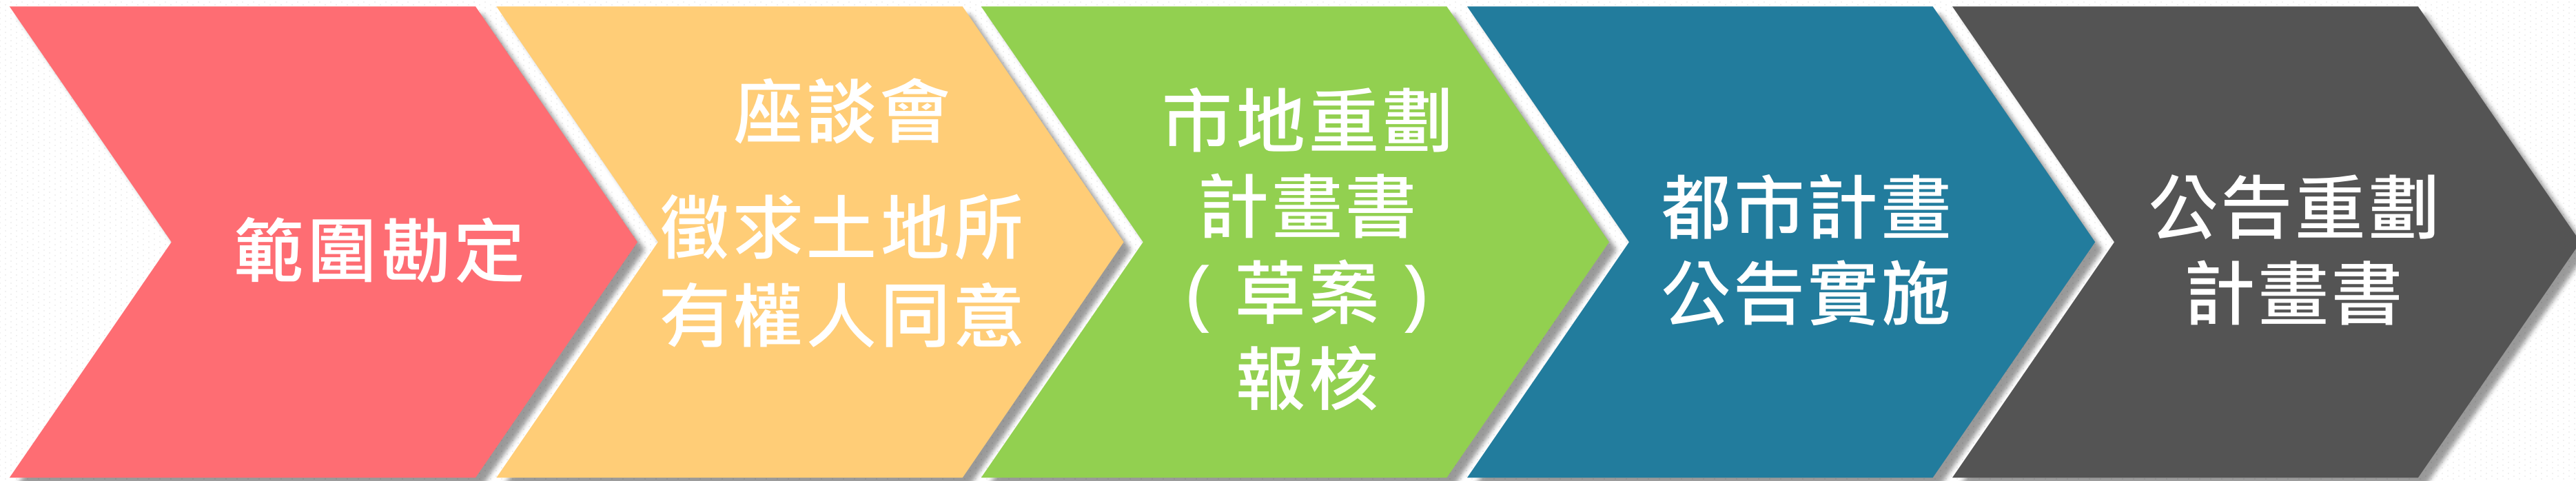 範圍勘定
座談會
徵求土地所
有權人同意
市地重劃
計畫書
(草案)
報核
都市計畫
公告實施
公告重劃
計畫書